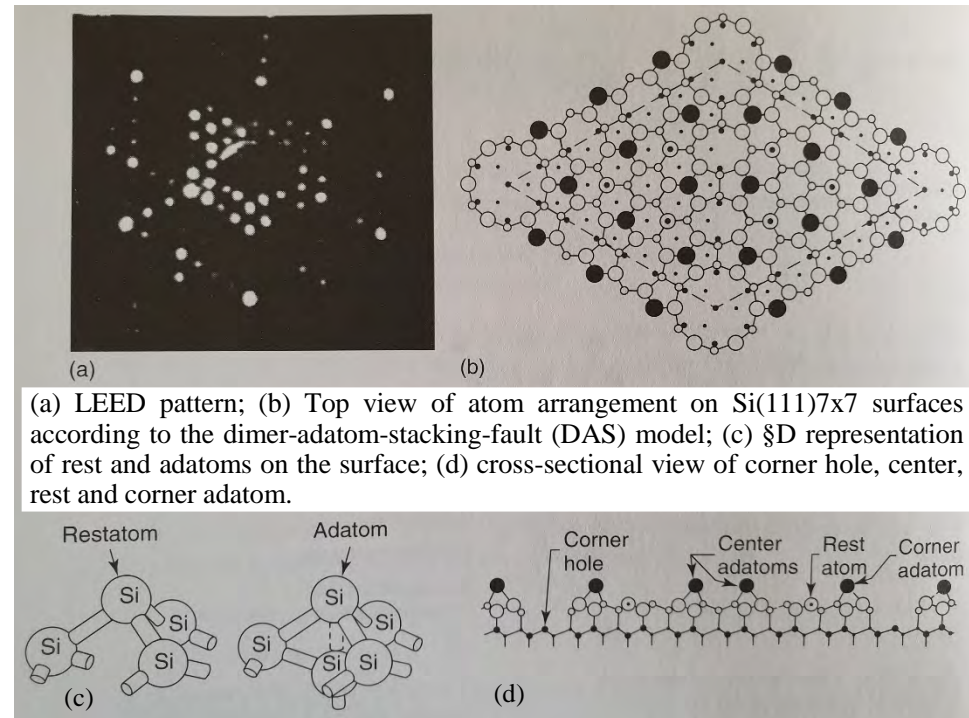 (a)
(b)
(a) LEED pattern; (b) Top view of atom arrangement on Si(111)7x7 surfaces
according to the dimer-adatom-stacking-fault (DAS) model; (c) §D representation
of rest and adatoms on the surface; (d) cross-sectional view of corner hole, center,
rest and corner adatom.
Restatom
Adatom
Si
Si
Si
Si
Si
Si
Si
Si
Si
(c)
Corner
hole
Center
adatoms
Rest
atom
Corner
adatom
(d)